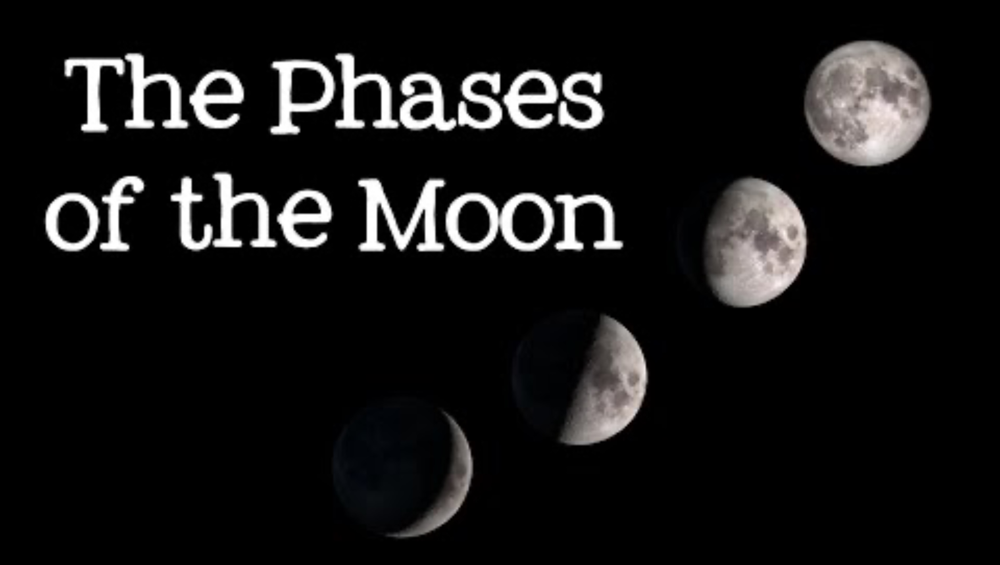 The Phases
of the Moon